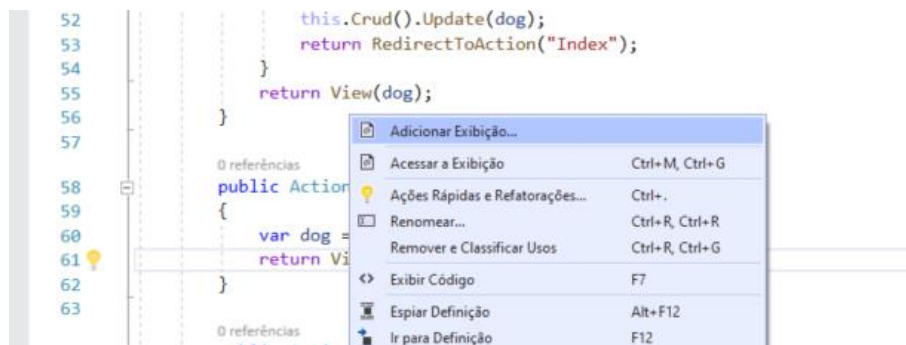 52 this.Crud().Update(dog);
53 return RedirectToAction("Index");
54 }
55 return View(dog);
56 }
57
Adicionar Exibição...
0 referências
Acessar a Exibição Ctrl+M, Ctrl+G
58 public Action
Ações Rápidas e Refatorações... Ctrl+.
59 {
Renomear... Ctrl+R, Ctrl+R
60 var dog =
Remover e Classificar Usos Ctrl+R, Ctrl+G
61 return Vi
62 }
Exibir Código F7
63
Espiar Definição Alt+F12
0 referências
Ir para Definição F12